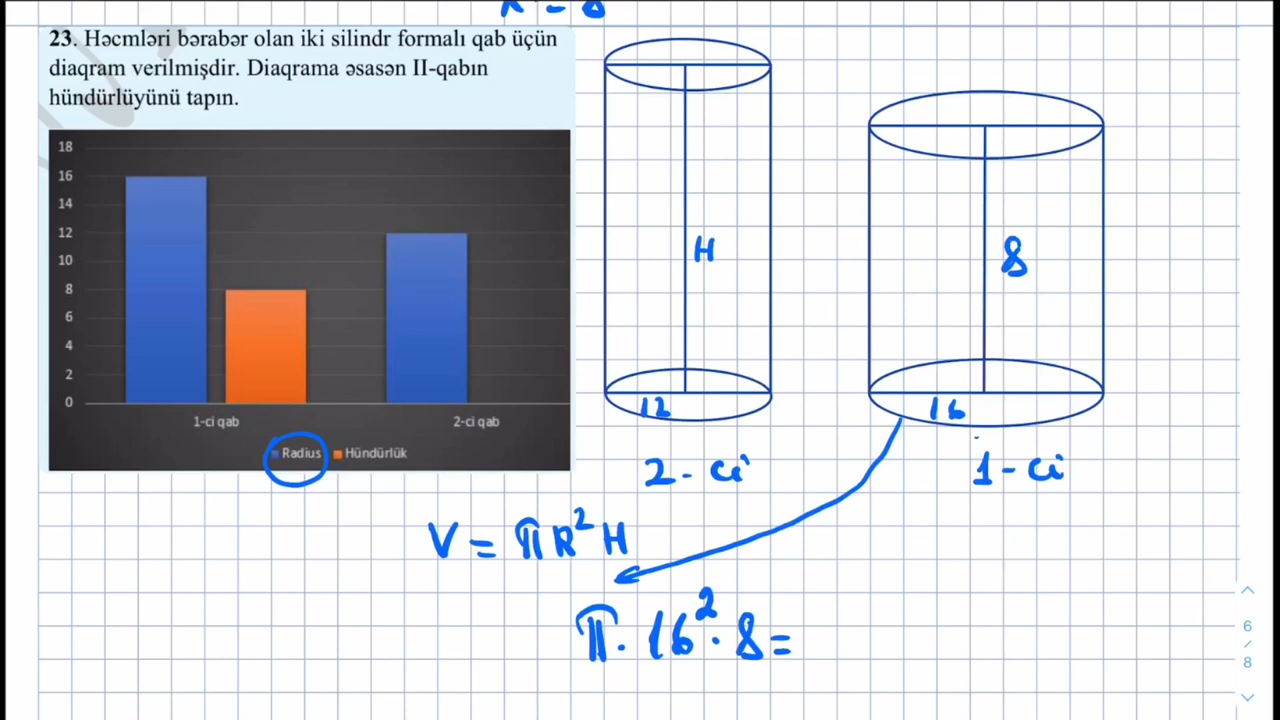 23. Həcmləri bərabər olan iki silindr formalı qab üçün
diaqram verilmişdir. Diaqrama əsasən II-qabın
hündürlüyünü tapın.
18
16
14
12
10
8
6
4
2
0
1-ci qab 2-ci qab
Radius Hündürlük
H
12
2-ci
8
16
1-ci
V = πR²H
π · 16² · 8 =
6
/
8